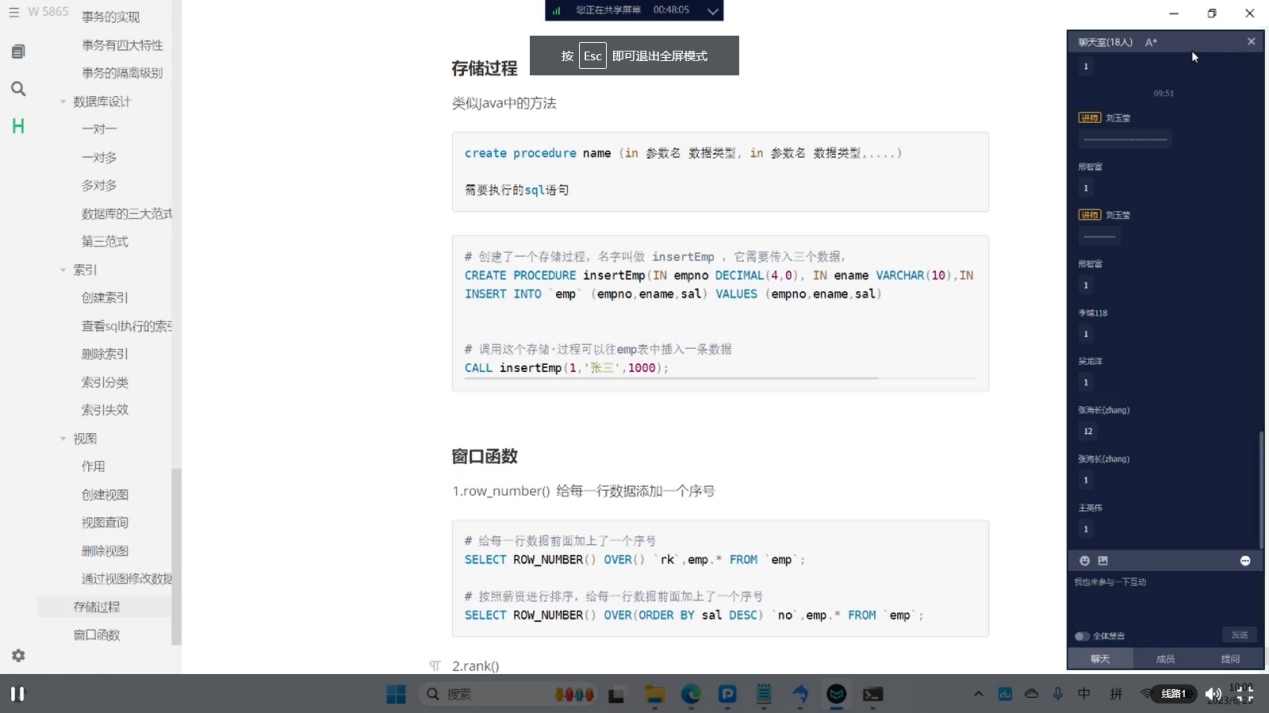 W 5865
事务的实现
事务有四大特性
事务的隔离级别
数据库设计
一对一
一对多
多对多
数据库的三大范式
第三范式
索引
创建索引
查看sql执行的索引
删除索引
索引分类
索引失效
视图
作用
创建视图
视图查询
删除视图
通过视图修改数据
存储过程
窗口函数
您正在共享屏幕 00:48:05
按 Esc 即可退出全屏模式
存储过程
类似java中的方法
create procedure name (in 参数名 数据类型, in 参数名 数据类型,....)
需要执行的sql语句
# 创建了一个存储过程，名字叫做 insertEmp ，它需要传入三个数据，
CREATE PROCEDURE insertEmp(IN empno DECIMAL(4,0), IN ename VARCHAR(10),IN
INSERT INTO `emp` (empno,ename,sal) VALUES (empno,ename,sal)
# 调用这个存储·过程可以往emp表中插入一条数据
CALL insertEmp(1,'张三',1000);
窗口函数
1.row_number() 给每一行数据添加一个序号
# 给每一行数据前面加上了一个序号
SELECT ROW_NUMBER() OVER() `rk`,emp.* FROM `emp`;
# 按照薪资进行排序，给每一行数据前面加上了一个序号
SELECT ROW_NUMBER() OVER(ORDER BY sal DESC) `no`,emp.* FROM `emp`;
2.rank()
聊天室(18人) A+
1
09:51
讲师 刘玉莹
1
讲师 刘玉莹
1
1
吴龙洋
1
张海长(zhang)
12
张海长(zhang)
1
王英伟
1
我也来参与一下互动
全体禁言
发送
聊天
成员
提问
搜索
中
拼
线路1